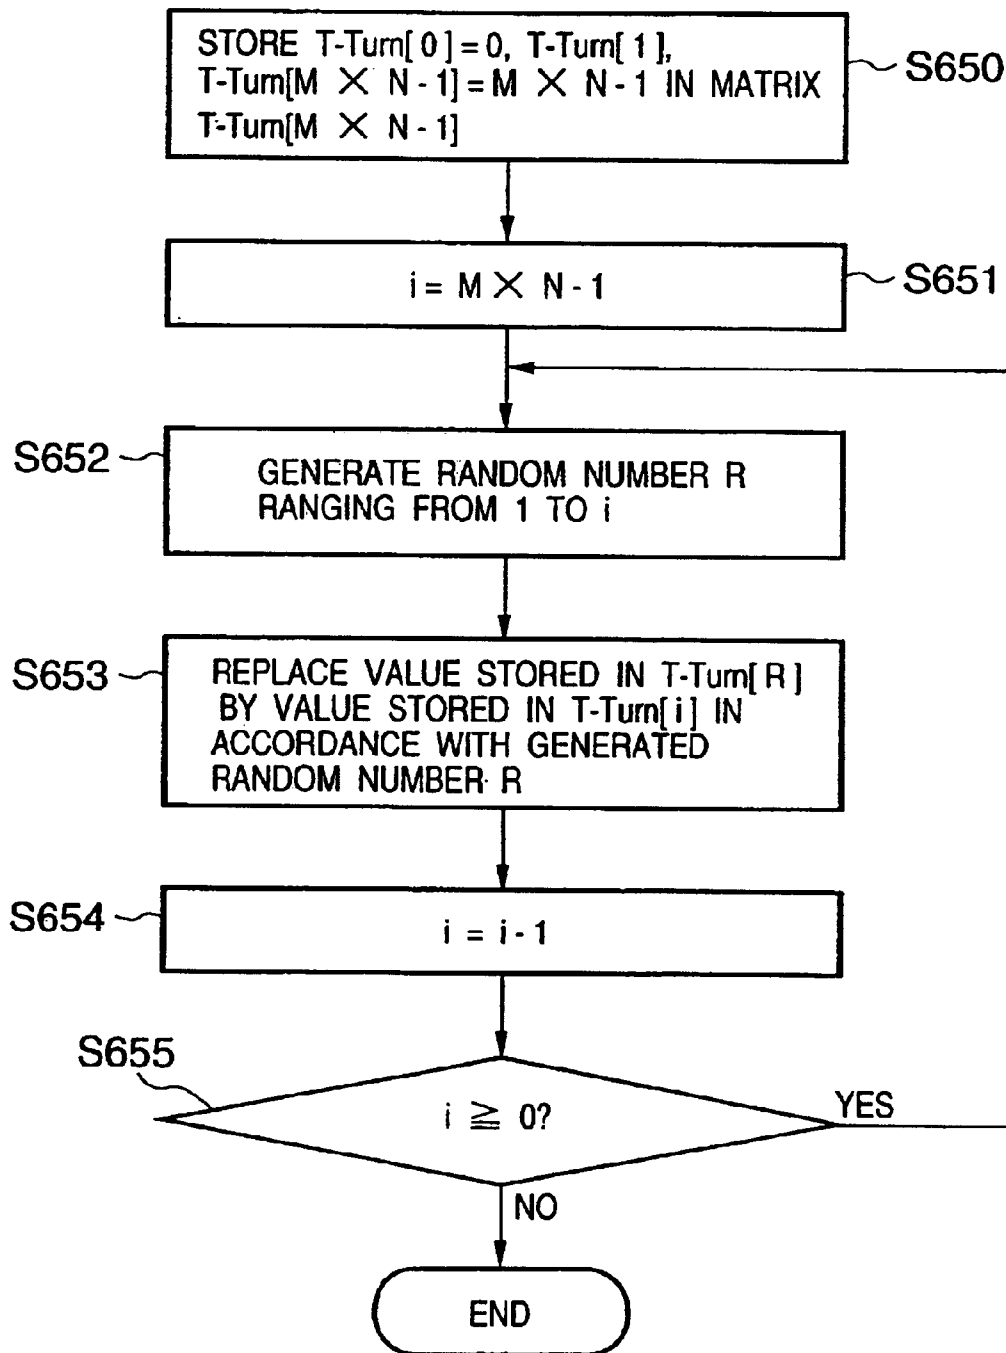 STORE T-Turn[0]=0, T-Turn[1],
T-Turn[M × N-1]=M × N-1 IN MATRIX
T-Turn[M × N-1]
S650
i = M × N-1
S651
S652
GENERATE RANDOM NUMBER R
RANGING FROM 1 TO i
S653
REPLACE VALUE STORED IN T-Turn[R]
BY VALUE STORED IN T-Turn[i] IN
ACCORDANCE WITH GENERATED
RANDOM NUMBER R
S654
i = i-1
S655
i ≧ 0?
YES
NO
END